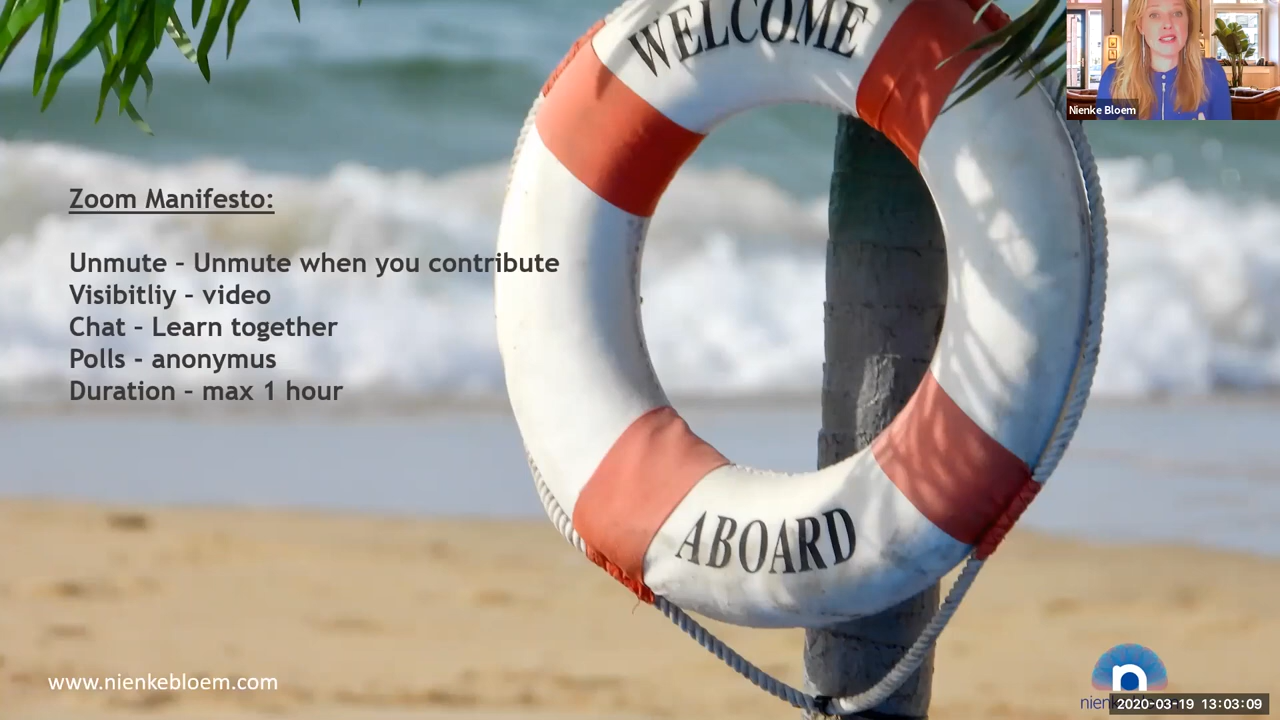 WELCOME
Nienke Bloem
Zoom Manifesto:
Unmute – Unmute when you contribute
Visibitliy – video
Chat – Learn together
Polls – anonymus
Duration – max 1 hour
ABOARD
www.nienkebloem.com
2020-03-19 13:03:09